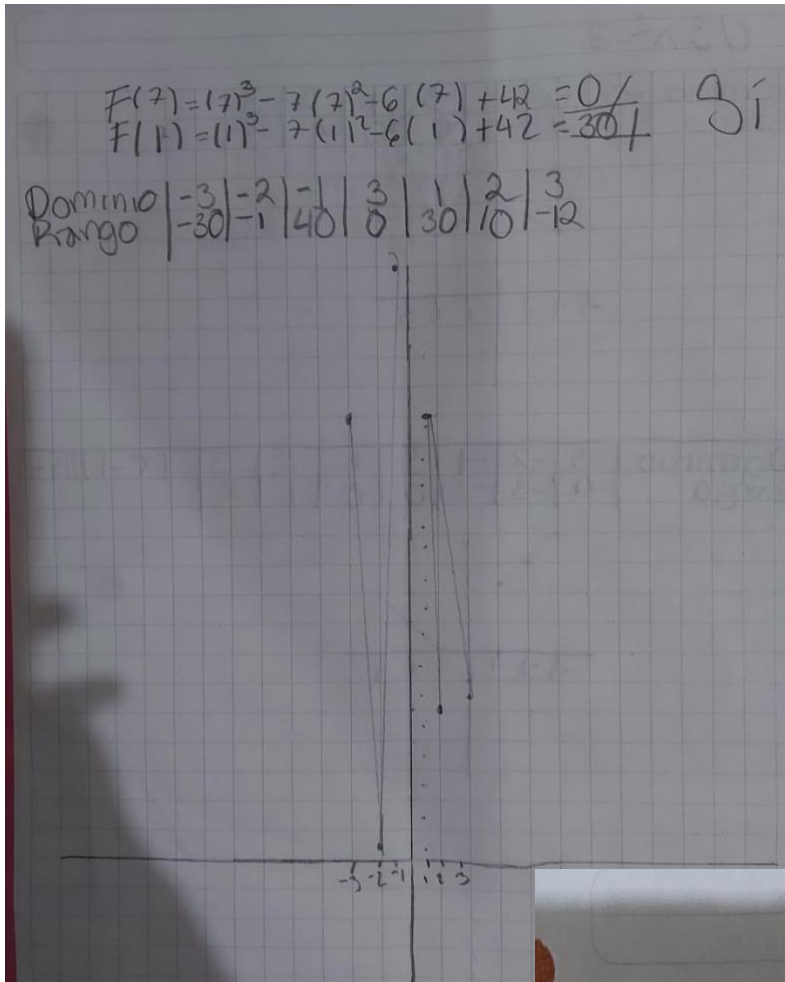 F(7)=(7)³- 7(7)²-6(7)+42 =0/ Si
F(1)=(1)³- 7(1)²-6(1)+42 =30/
Dominio |-3|-2|-1|3|1|2|3
Rango |-30|-1|40|0|30|10|-12
-3 -2 -1 1 2 3